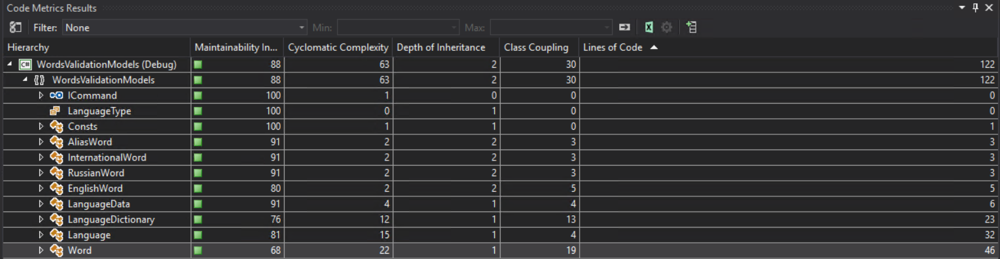 Code Metrics Results
Filter: None Min: Max:
Hierarchy Maintainability In... Cyclomatic Complexity Depth of Inheritance Class Coupling Lines of Code
C# WordsValidationModels (Debug) 88 63 2 30 122
{} WordsValidationModels 88 63 2 30 122
ICommand 100 1 0 0 0
LanguageType 100 0 1 0 0
Consts 100 1 1 0 1
AliasWord 91 2 2 3 3
InternationalWord 91 2 2 3 3
RussianWord 91 2 2 3 3
EnglishWord 80 2 2 5 5
LanguageData 91 4 1 4 6
LanguageDictionary 76 12 1 13 23
Language 81 15 1 4 32
Word 68 22 1 19 46